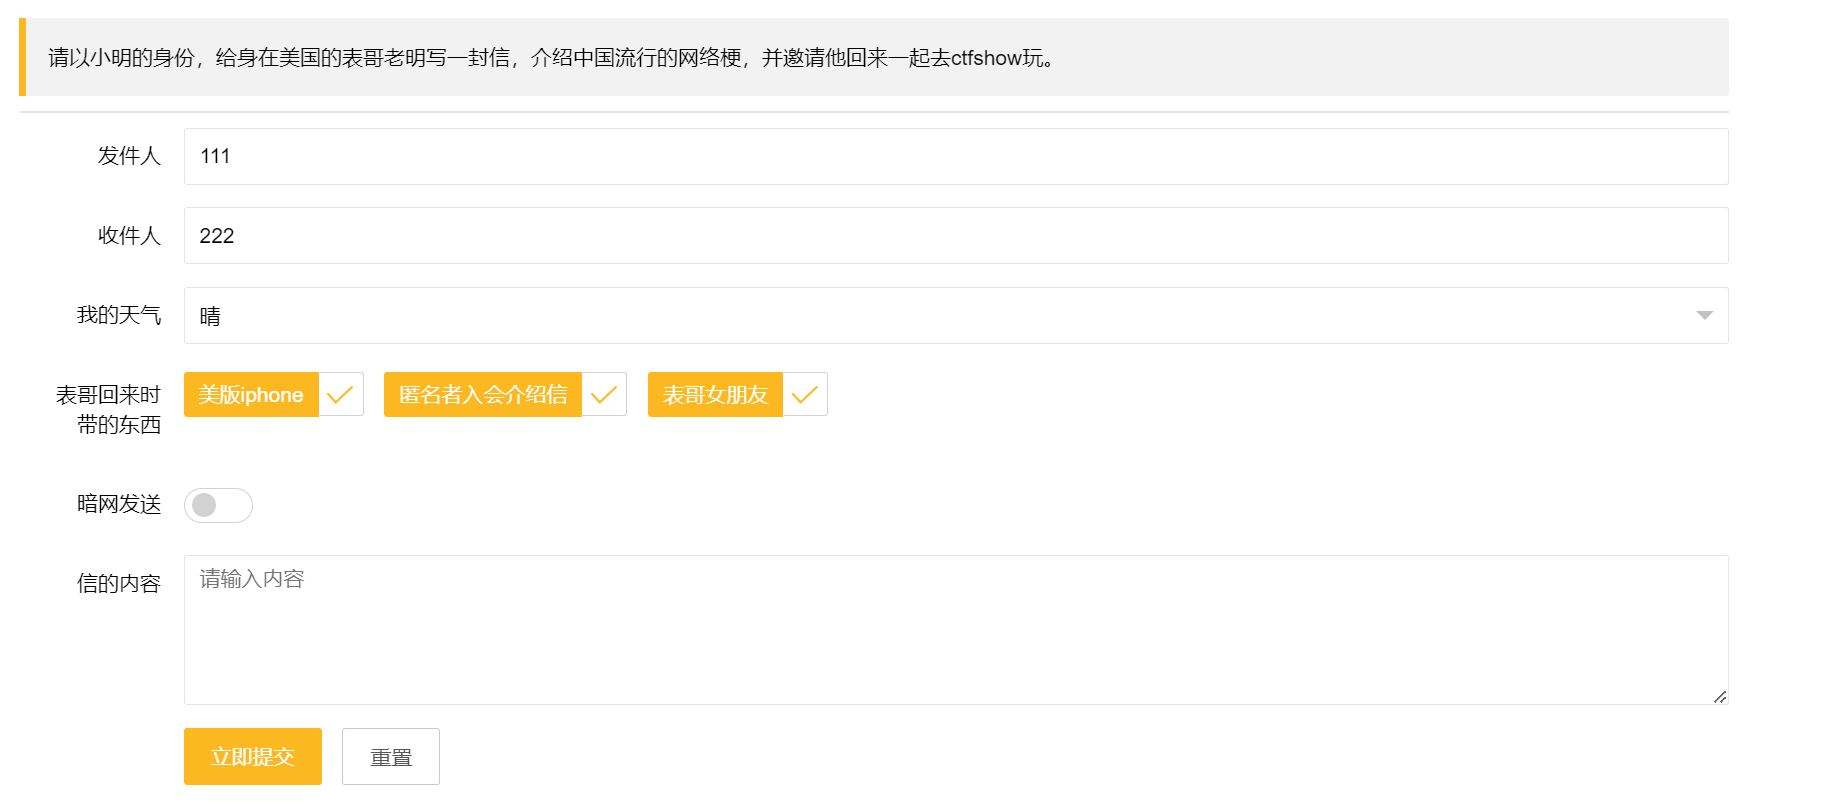 请以小明的身份，给身在美国的表哥老明写一封信，介绍中国流行的网络梗，并邀请他回来一起去ctfshow玩。
发件人 111
收件人 222
我的天气 晴
表哥回来时带的东西 美版iphone 匿名者入会介绍信 表哥女朋友
暗网发送
信的内容 请输入内容
立即提交 重置